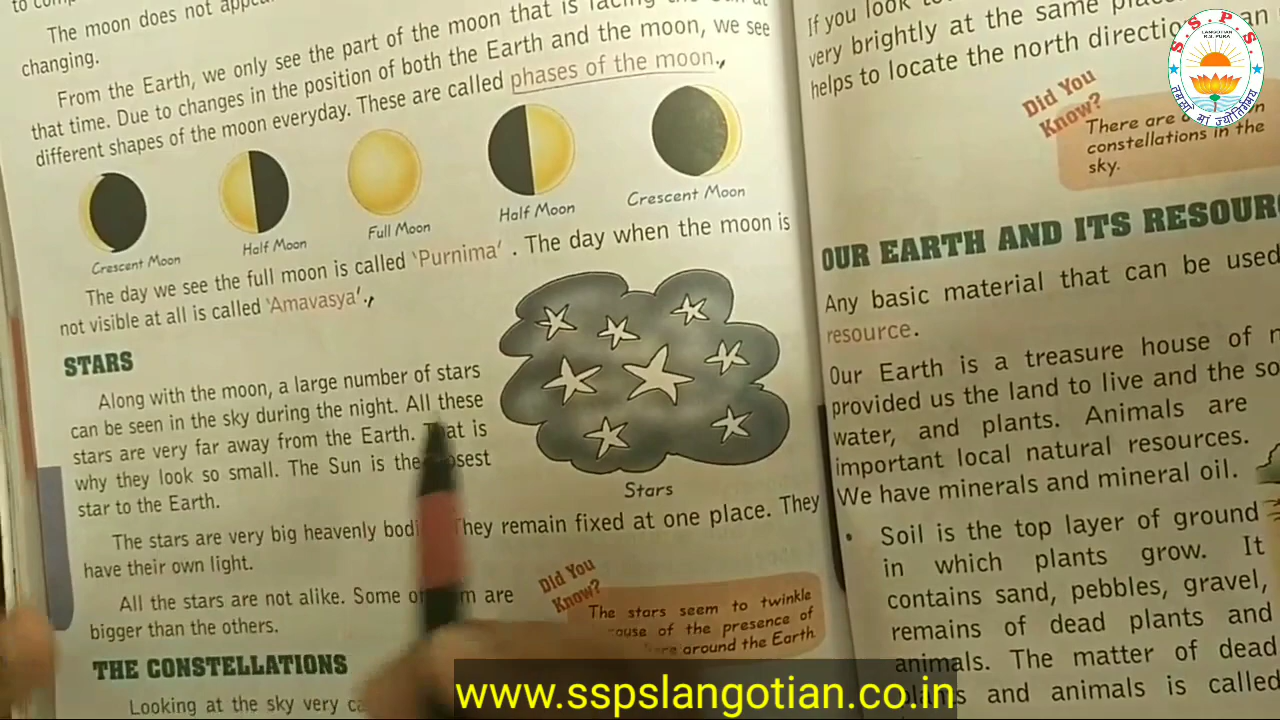 The moon does not
changing.
From the Earth, we only see the part of the moon that is facing the
that time. Due to changes in the position of both the Earth and the moon, we see
different shapes of the moon everyday. These are called phases of the moon.
Crescent Moon
Half Moon
Full Moon
Half Moon
Crescent Moon
The day we see the full moon is called 'Purnima'. The day when the moon is
not visible at all is called 'Amavasya'.
STARS
Along with the moon, a large number of stars
can be seen in the sky during the night. All these
stars are very far away from the Earth. That is
why they look so small. The Sun is the closest
star to the Earth.
Stars
The stars are very big heavenly They remain fixed at one place. They
have their own light.
All the stars are not alike. Some of them are
bigger than the others.
Did You
Know?
The stars seem to twinkle
of the presence of
around the Earth
THE CONSTELLATIONS
Looking at the sky very
If you look
very brightly at the same
helps to locate the north
Did You
Know?
There are
constellations in the
sky.
OUR EARTH AND ITS
Any basic material that can be used
resource.
Our Earth is a treasure house of
provided us the land to live and the
water, and plants. Animals are
important local natural resources.
We have minerals and mineral oil.
• Soil is the top layer of ground
in which plants grow. It
contains sand, pebbles, gravel,
remains of dead plants and
animals. The matter of dead
plants and animals is called
S.S.P.S
LANGOTIAN
R.S. PURA
तमसो मां ज्योतिर्गमय
www.sspslangotian.co.in